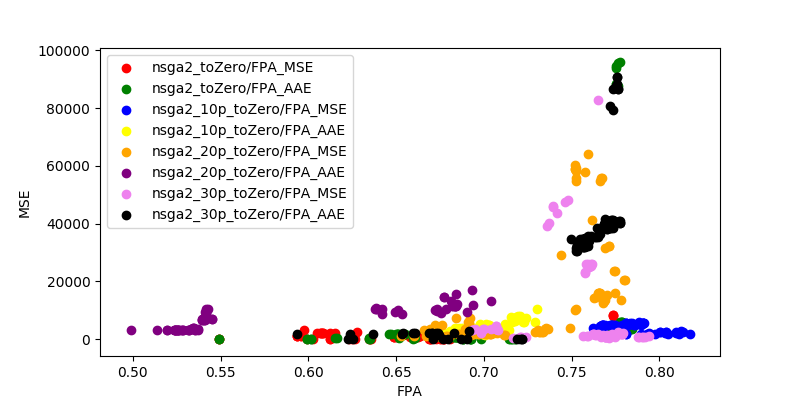 100000
80000
60000
40000
20000
0
MSE
nsga2_toZero/FPA_MSE
nsga2_toZero/FPA_AAE
nsga2_10p_toZero/FPA_MSE
nsga2_10p_toZero/FPA_AAE
nsga2_20p_toZero/FPA_MSE
nsga2_20p_toZero/FPA_AAE
nsga2_30p_toZero/FPA_MSE
nsga2_30p_toZero/FPA_AAE
0.50 0.55 0.60 0.65 0.70 0.75 0.80
FPA